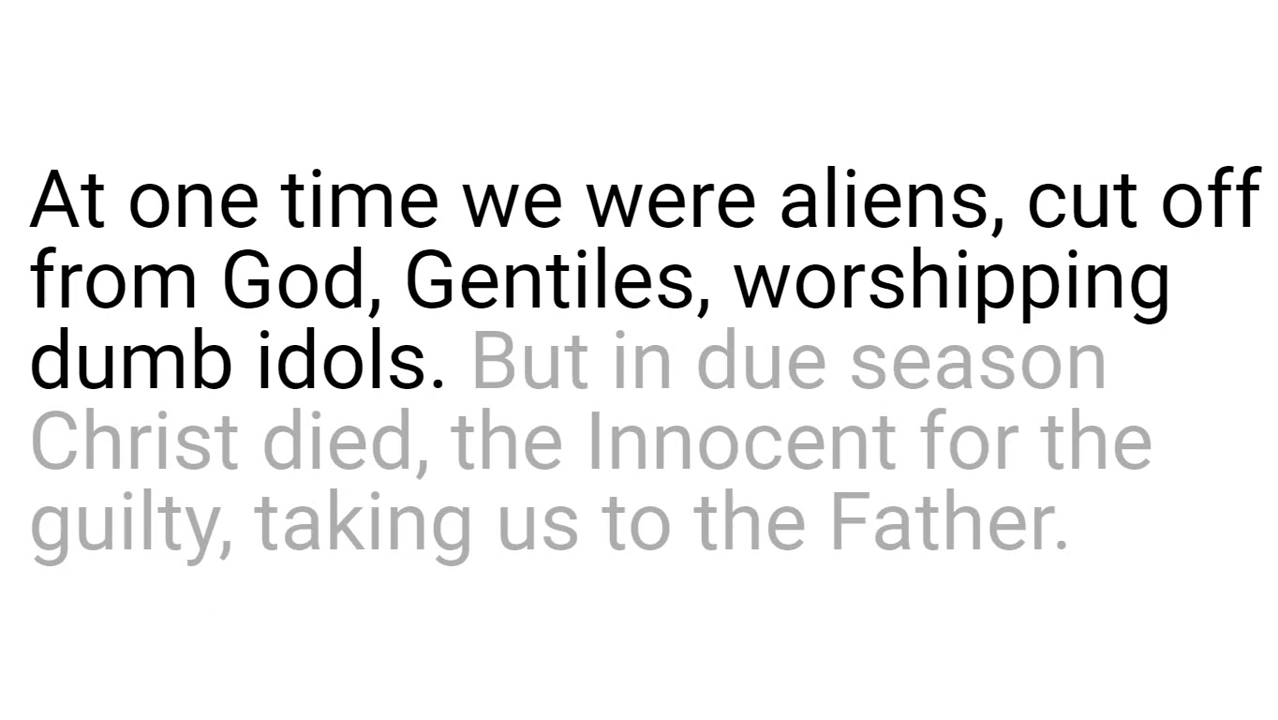 At one time we were aliens, cut off
from God, Gentiles, worshipping
dumb idols. But in due season
Christ died, the Innocent for the
guilty, taking us to the Father.